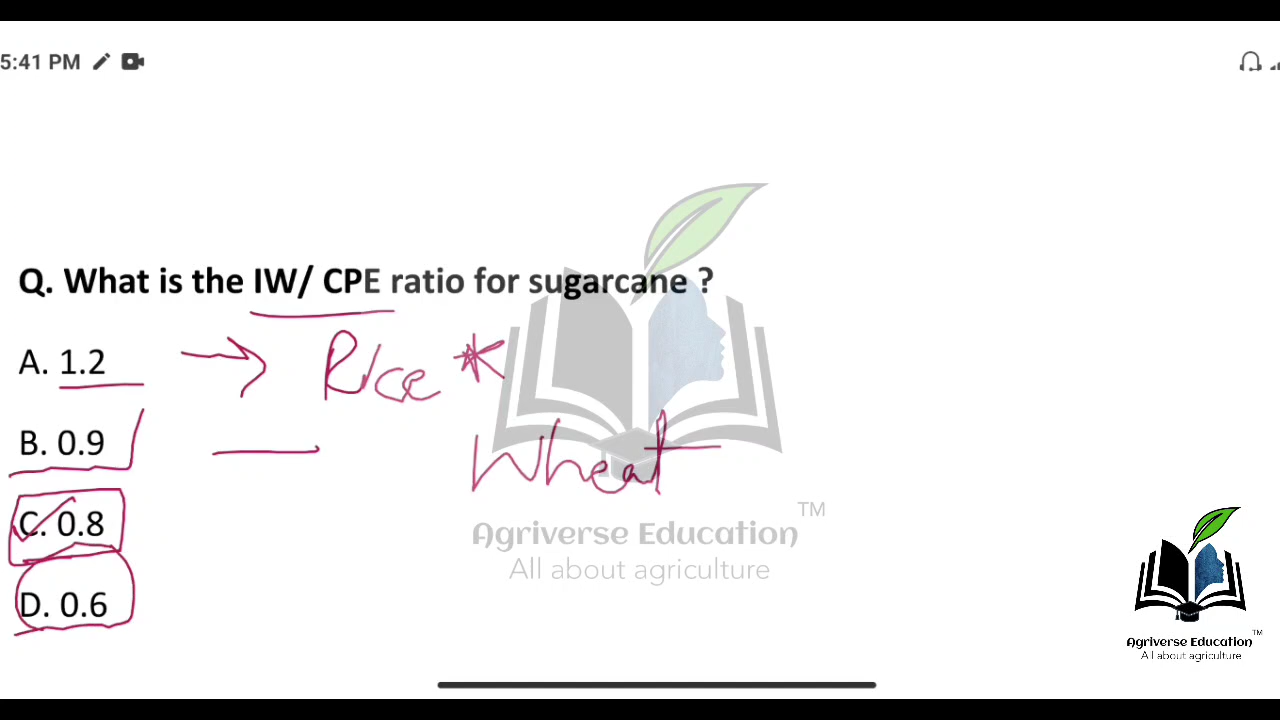 5:41 PM
Q. What is the IW/ CPE ratio for sugarcane ?
A. 1.2 Rice *
B. 0.9 Wheat
C. 0.8
D. 0.6
Agriverse Education TM
All about agriculture
Agriverse Education TM
All about agriculture